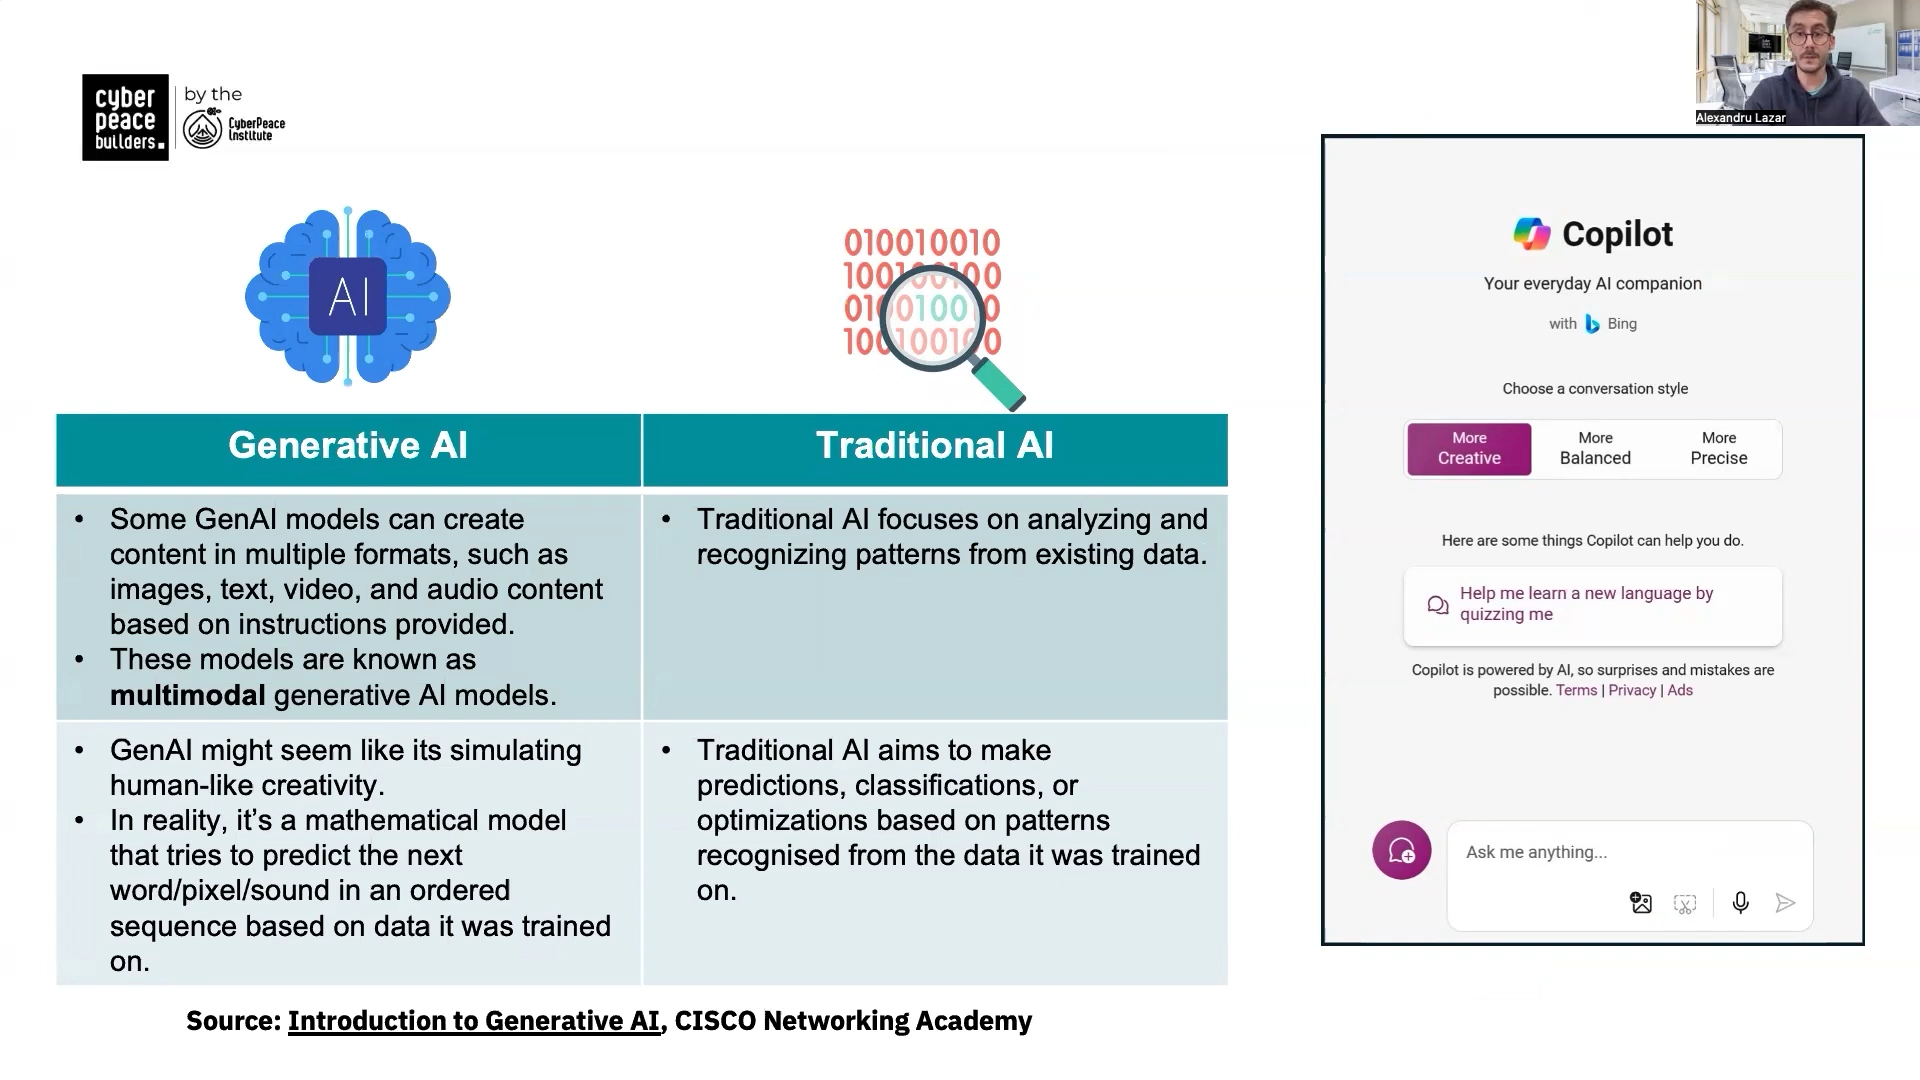 cyber
peace
builders.
by the
CyberPeace
Institute
Alexandru Lazar
AI
010010010
100100100
010010010
100100100
Generative AI
Traditional AI
• Some GenAI models can create
content in multiple formats, such as
images, text, video, and audio content
based on instructions provided.
• These models are known as
multimodal generative AI models.
• Traditional AI focuses on analyzing and
recognizing patterns from existing data.
• GenAI might seem like its simulating
human-like creativity.
• In reality, it’s a mathematical model
that tries to predict the next
word/pixel/sound in an ordered
sequence based on data it was trained
on.
• Traditional AI aims to make
predictions, classifications, or
optimizations based on patterns
recognised from the data it was trained
on.
Source: Introduction to Generative AI, CISCO Networking Academy
Copilot
Your everyday AI companion
with Bing
Choose a conversation style
More
Creative
More
Balanced
More
Precise
Here are some things Copilot can help you do.
Help me learn a new language by
quizzing me
Copilot is powered by AI, so surprises and mistakes are
possible. Terms | Privacy | Ads
Ask me anything...